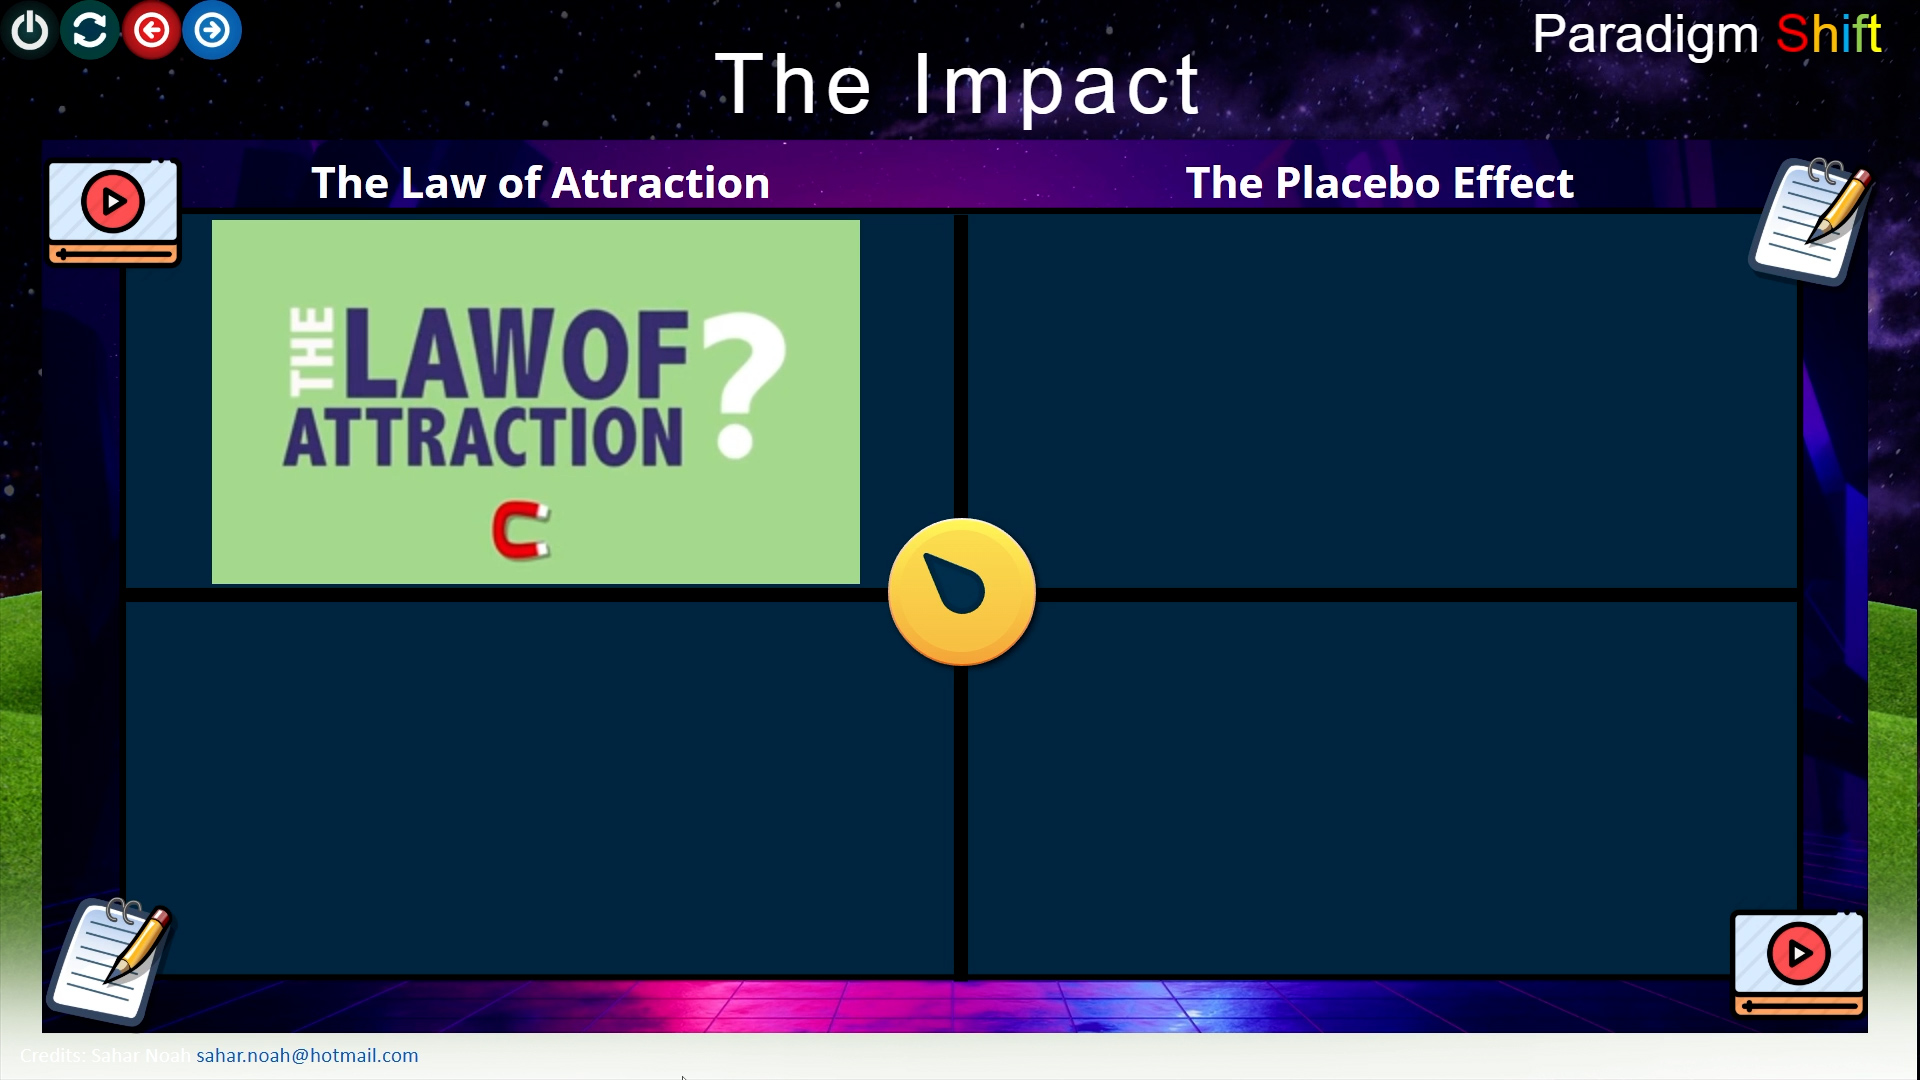 Paradigm Shift
The Impact
The Law of Attraction
The Placebo Effect
THE LAW OF
ATTRACTION ?
Credits: Sahar Noah sahar.noah@hotmail.com